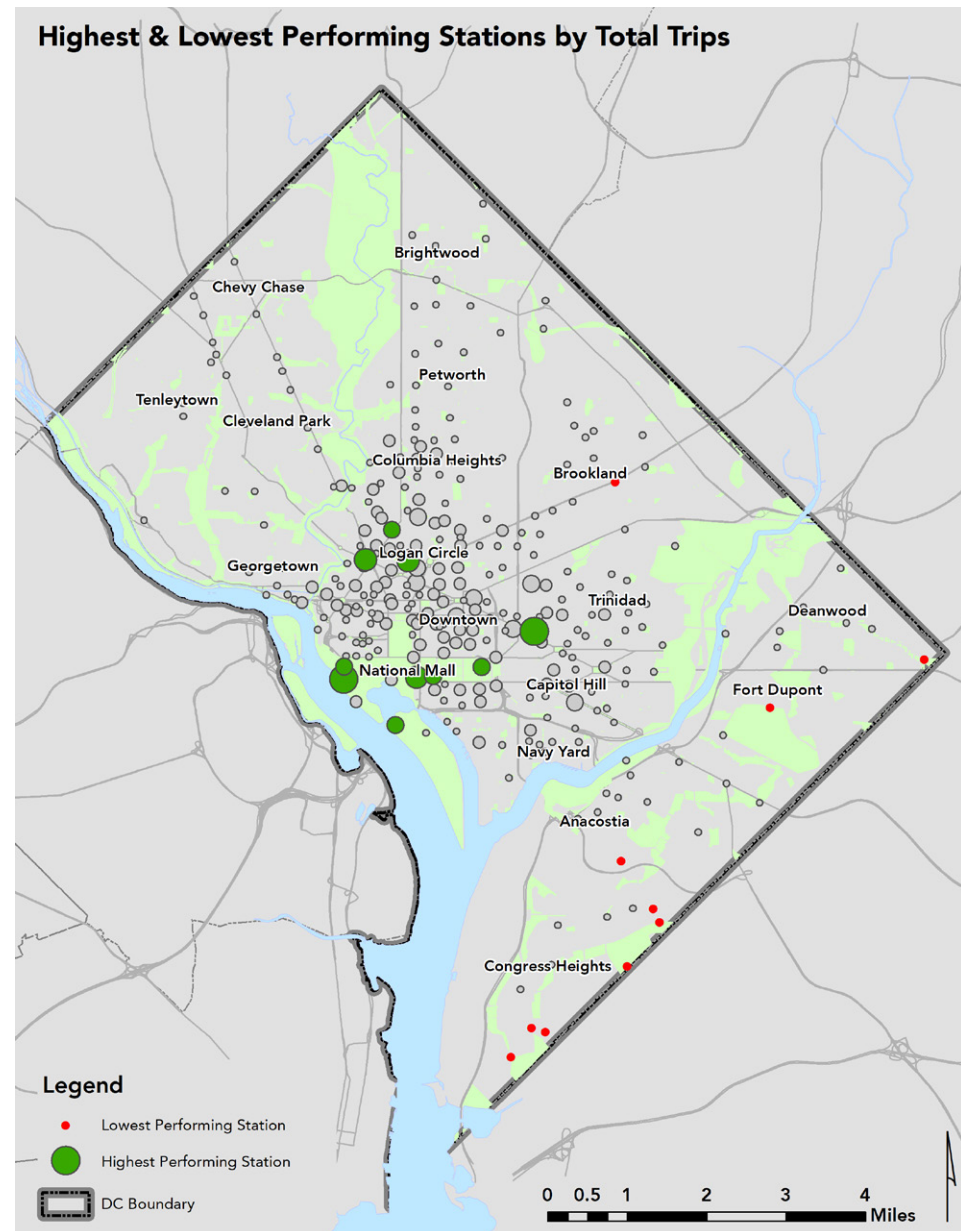 Highest & Lowest Performing Stations by Total Trips
Brightwood
Chevy Chase
Petworth
Tenleytown
Cleveland Park
Columbia Heights
Brookland
Logan Circle
Georgetown
Trinidad
Deanwood
Downtown
National Mall
Capitol Hill
Fort Dupont
Navy Yard
Anacostia
Congress Heights
Legend
Lowest Performing Station
Highest Performing Station
DC Boundary
0 0.5 1 2 3 4
Miles